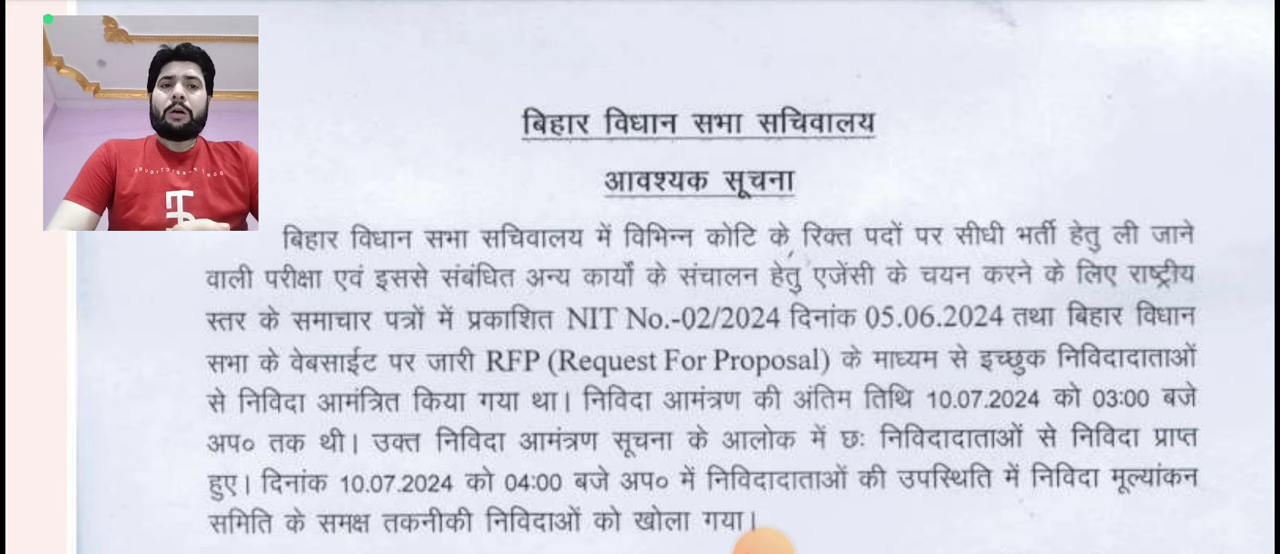 बिहार विधान सभा सचिवालय
आवश्यक सूचना
बिहार विधान सभा सचिवालय में विभिन्न कोटि के रिक्त पदों पर सीधी भर्ती हेतु ली जाने
वाली परीक्षा एवं इससे संबंधित अन्य कार्यों के संचालन हेतु एजेंसी के चयन करने के लिए राष्ट्रीय
स्तर के समाचार पत्रों में प्रकाशित NIT No.-02/2024 दिनांक 05.06.2024 तथा बिहार विधान
सभा के वेबसाईट पर जारी RFP (Request For Proposal) के माध्यम से इच्छुक निविदादाताओं
से निविदा आमंत्रित किया गया था। निविदा आमंत्रण की अंतिम तिथि 10.07.2024 को 03:00 बजे
अप० तक थी। उक्त निविदा आमंत्रण सूचना के आलोक में छः निविदादाताओं से निविदा प्राप्त
हुए। दिनांक 10.07.2024 को 04:00 बजे अप० में निविदादाताओं की उपस्थिति में निविदा मूल्यांकन
समिति के समक्ष तकनीकी निविदाओं को खोला गया।